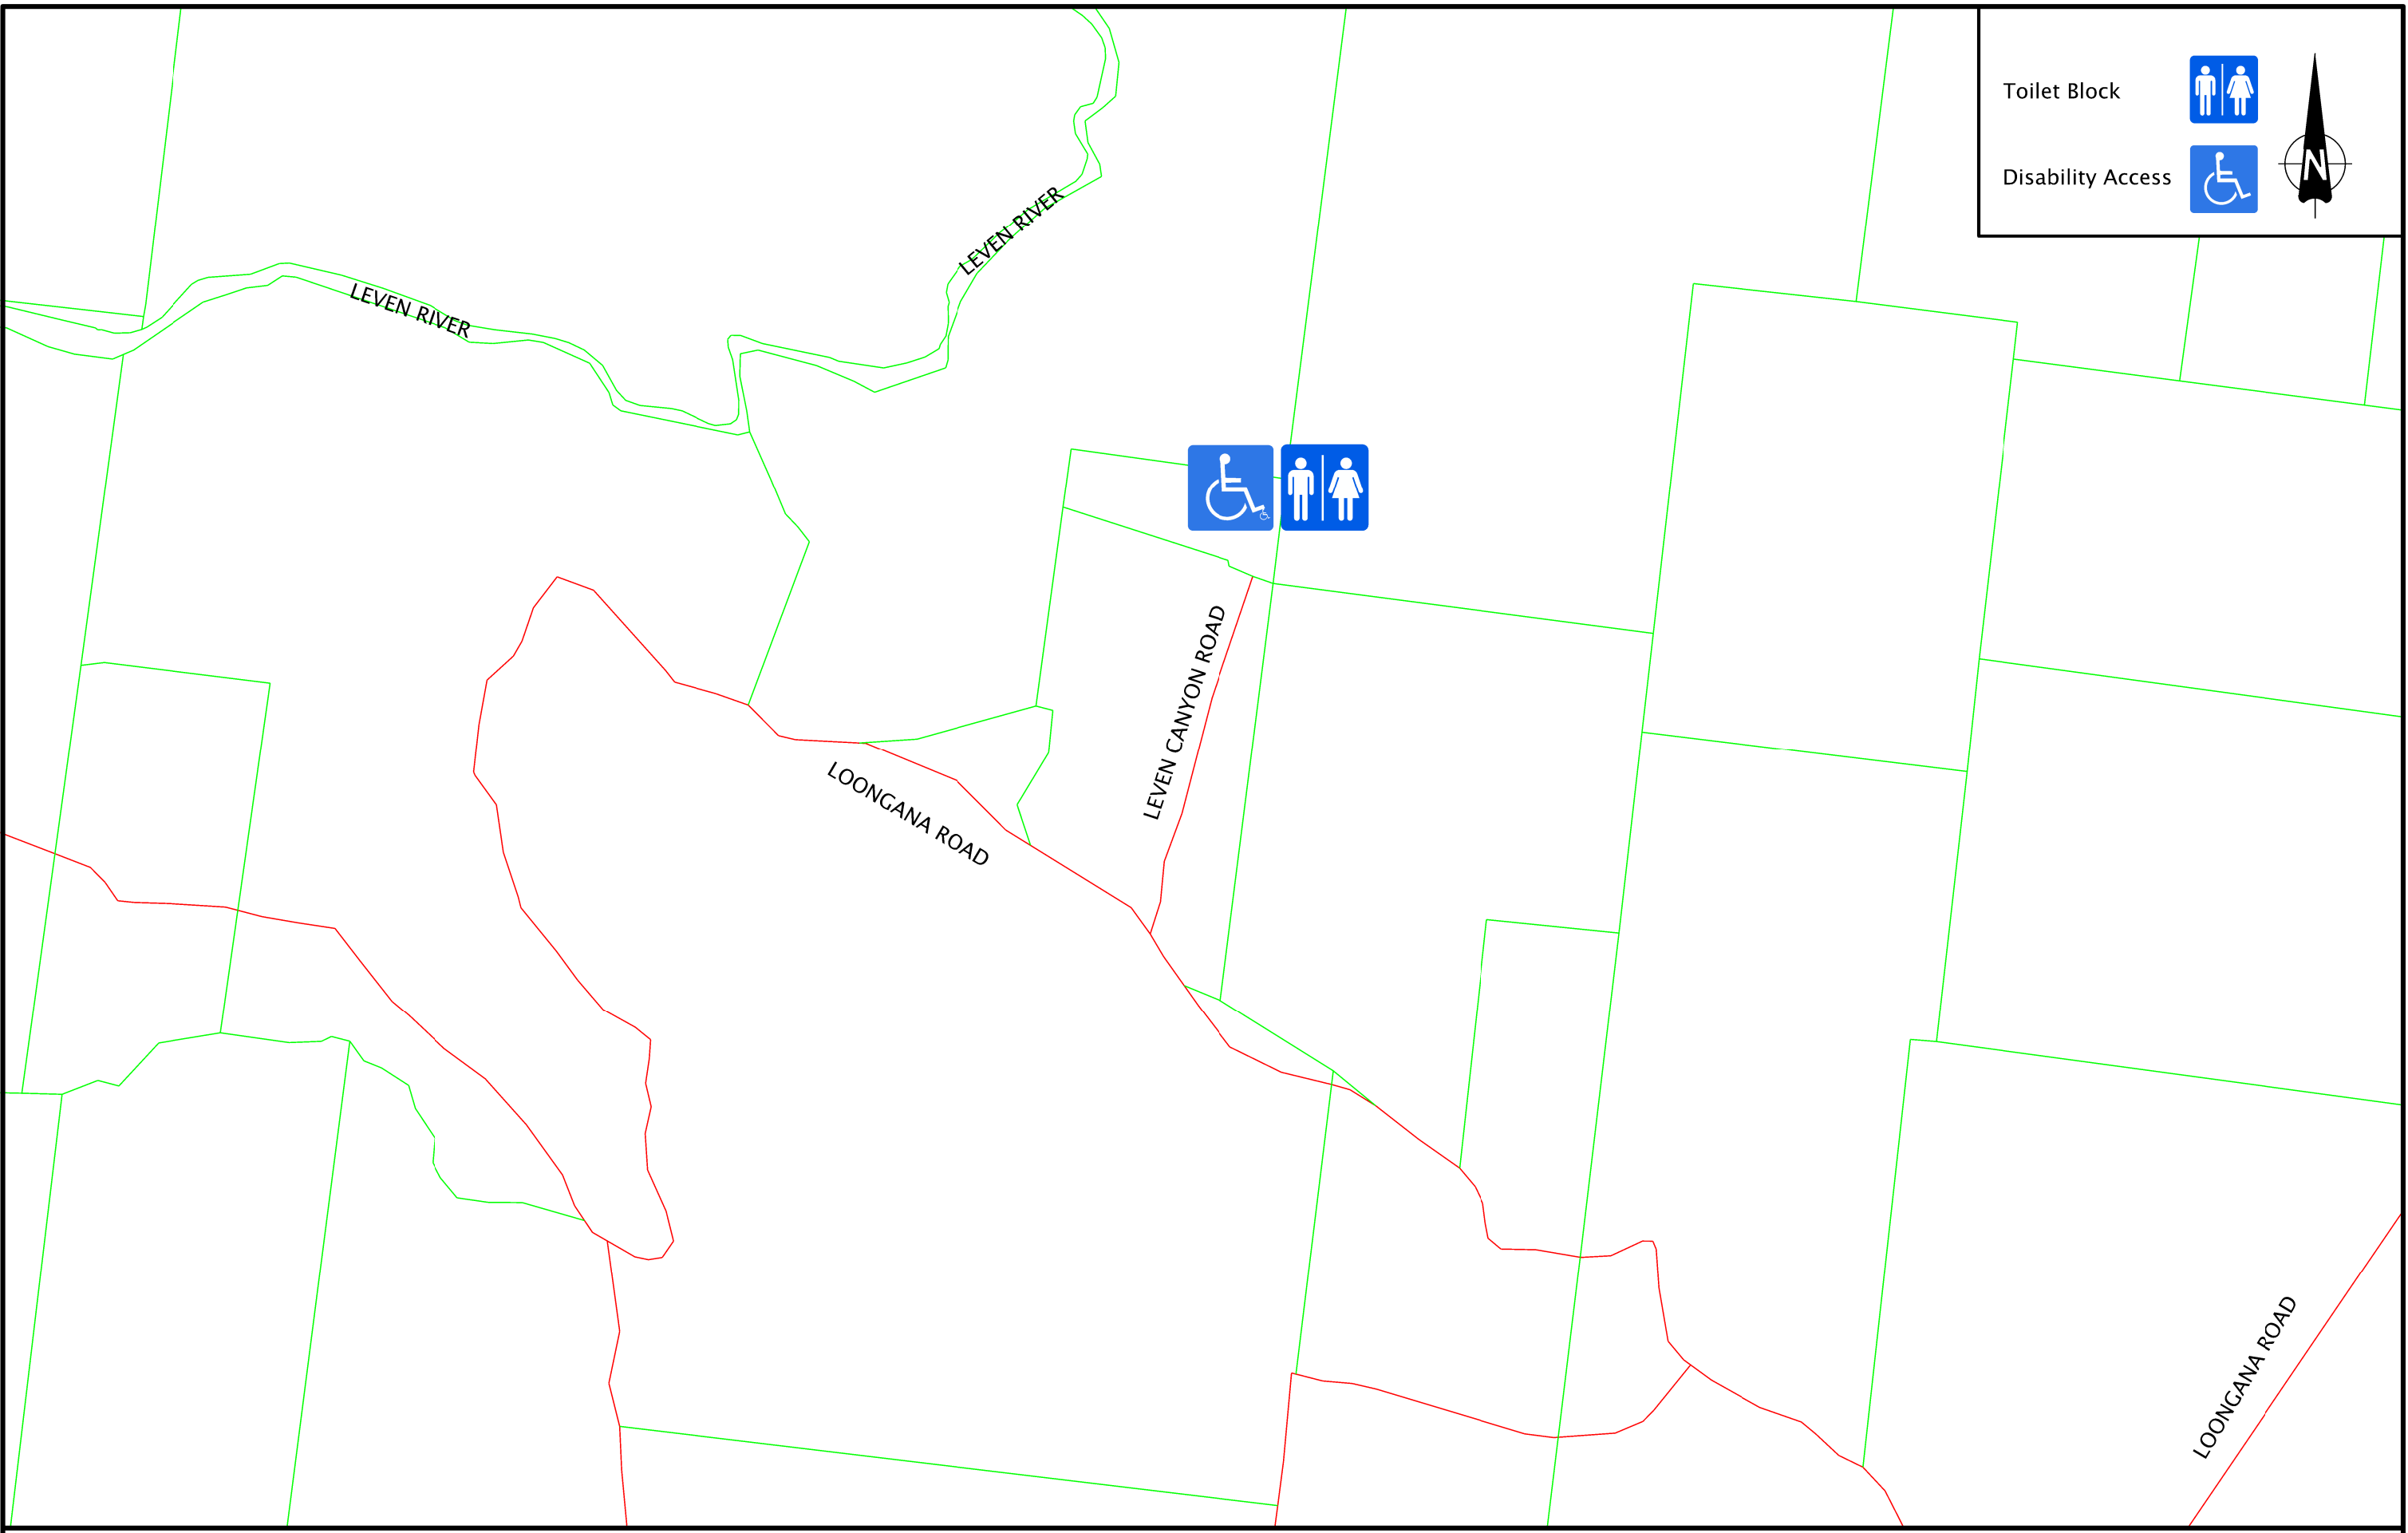 Toilet Block
Disability Access
N
LEVEN RIVER
LEVEN RIVER
LEVEN CANYON ROAD
LOONGANA ROAD
LOONGANA ROAD